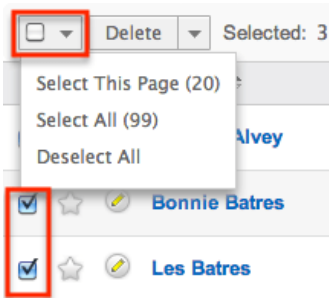 Delete Selected: 3
Select This Page (20)
Select All (99)
Alvey
Deselect All
Bonnie Batres
Les Batres